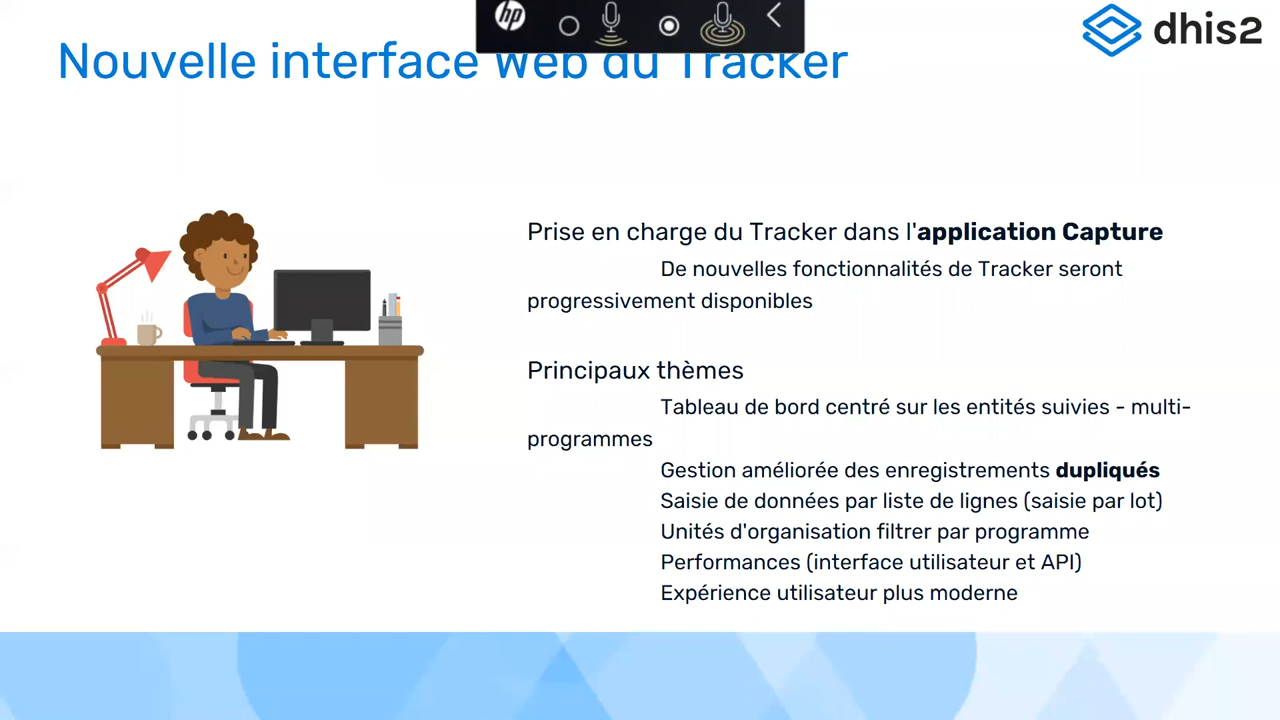 hp
dhis2
Nouvelle interface Web du Tracker
Prise en charge du Tracker dans l'application Capture
De nouvelles fonctionnalités de Tracker seront
progressivement disponibles
Principaux thèmes
Tableau de bord centré sur les entités suivies - multi-
programmes
Gestion améliorée des enregistrements dupliqués
Saisie de données par liste de lignes (saisie par lot)
Unités d'organisation filtrer par programme
Performances (interface utilisateur et API)
Expérience utilisateur plus moderne